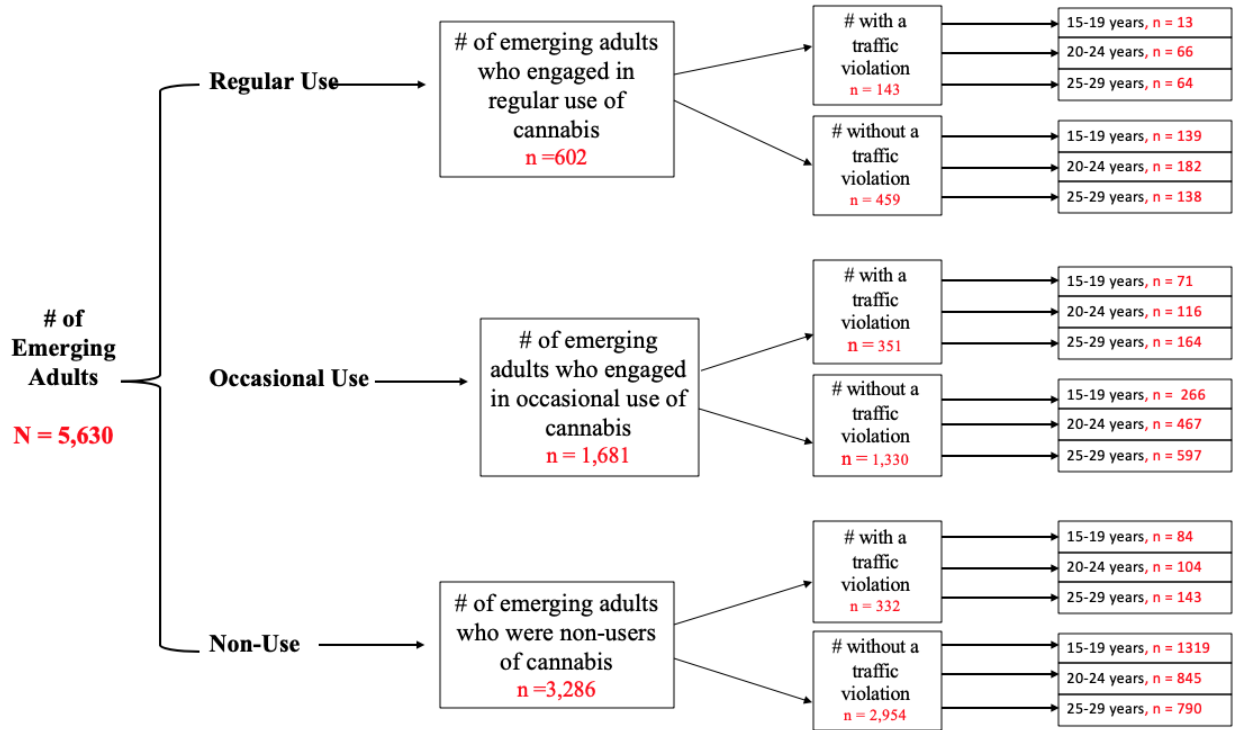 # of
Emerging
Adults
N = 5,630
Regular Use
# of emerging adults
who engaged in
regular use of
cannabis
n =602
# with a
traffic
violation
n = 143
15-19 years, n = 13
20-24 years, n = 66
25-29 years, n = 64
# without a
traffic
violation
n = 459
15-19 years, n = 139
20-24 years, n = 182
25-29 years, n = 138
Occasional Use
# of emerging
adults who engaged
in occasional use of
cannabis
n = 1,681
# with a
traffic
violation
n = 351
15-19 years, n = 71
20-24 years, n = 116
25-29 years, n = 164
# without a
traffic
violation
n = 1,330
15-19 years, n =  266
20-24 years, n = 467
25-29 years, n = 597
Non-Use
# of emerging adults
who were non-users
of cannabis
n =3,286
# with a
traffic
violation
n = 332
15-19 years, n = 84
20-24 years, n = 104
25-29 years, n = 143
# without a
traffic
violation
n = 2,954
15-19 years, n = 1319
20-24 years, n = 845
25-29 years, n = 790